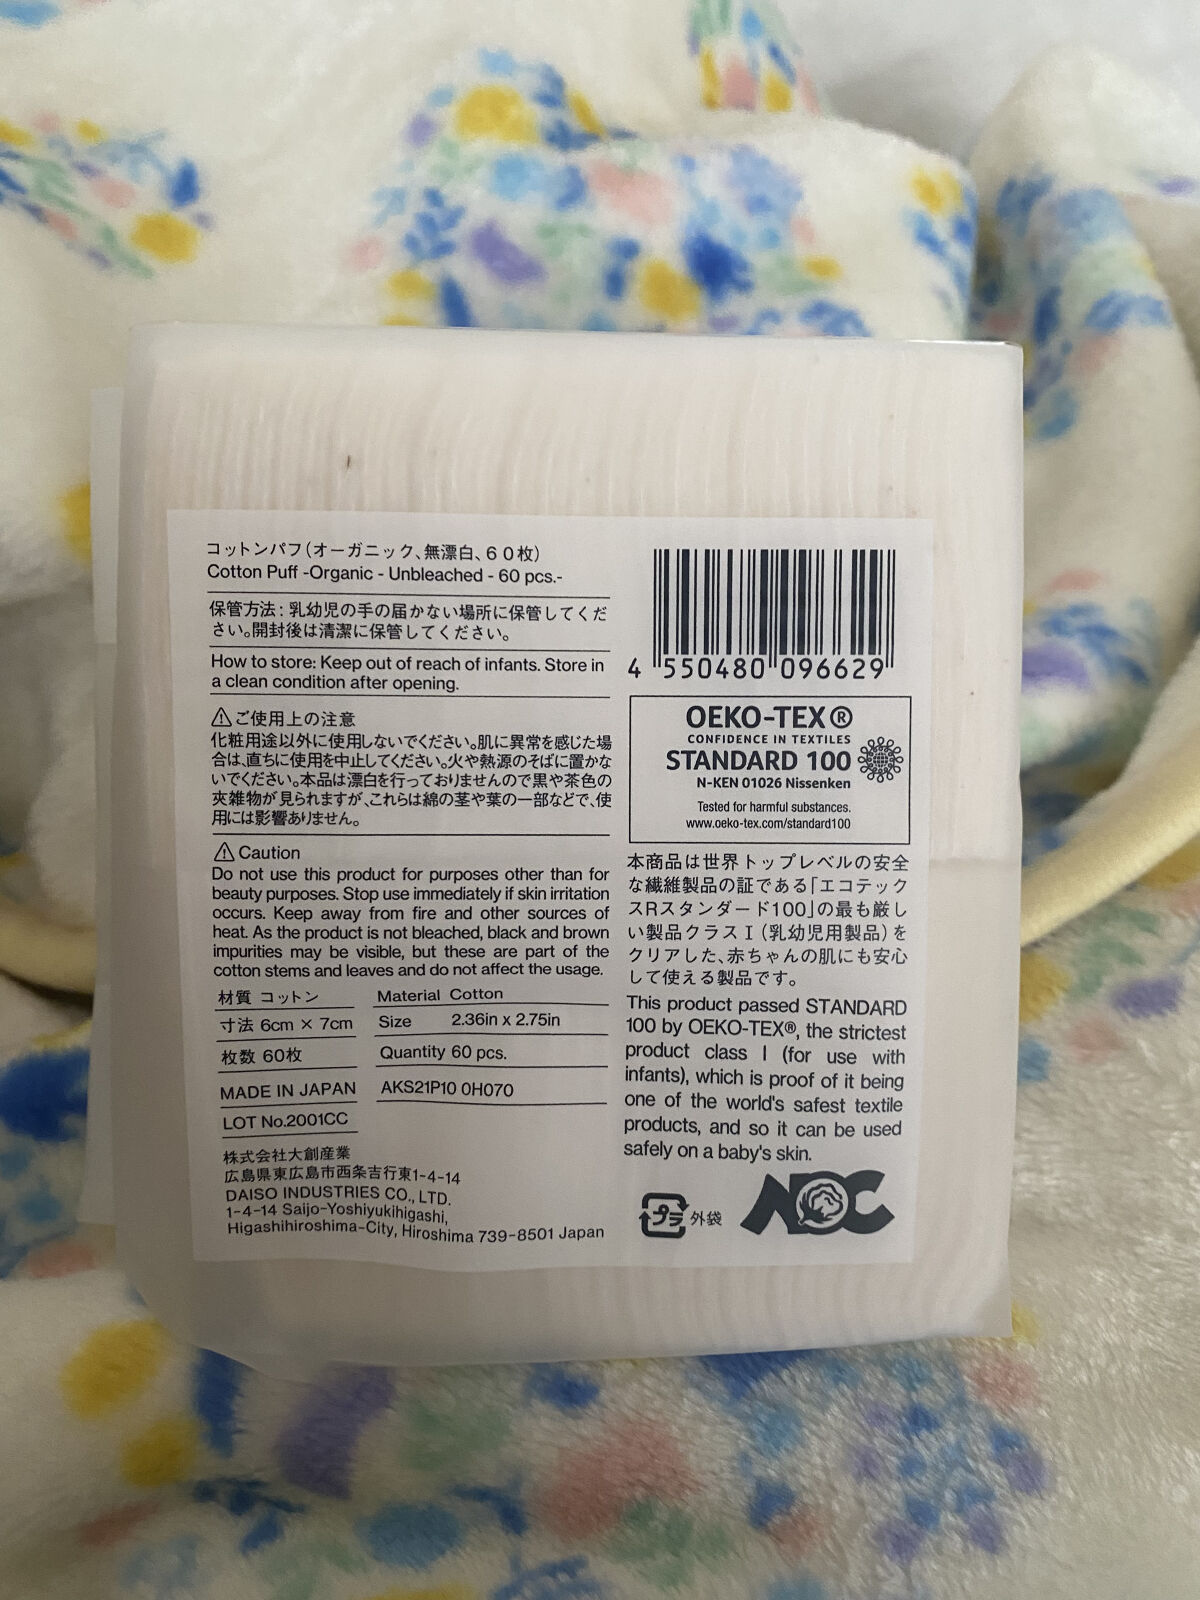 コットンパフ(オーガニック、無漂白、60枚)
Cotton Puff -Organic - Unbleached - 60 pcs.-
保管方法:乳幼児の手の届かない場所に保管してくだ
さい。開封後は清潔に保管してください。
How to store: Keep out of reach of infants. Store in
a clean condition after opening.
⚠ご使用上の注意
化粧用途以外に使用しないでください。肌に異常を感じた場
合は、直ちに使用を中止してください。火や熱源のそばに置かな
いでください。本品は漂白を行っておりませんので黒や茶色の
夾雑物が見られますが、これらは綿の茎や葉の一部などで、使
用には影響ありません。
⚠ Caution
Do not use this product for purposes other than for
beauty purposes. Stop use immediately if skin irritation
occurs. Keep away from fire and other sources of
heat. As the product is not bleached, black and brown
impurities may be visible, but these are part of the
cotton stems and leaves and do not affect the usage.
材質 コットン
寸法 6cm × 7cm
枚数 60枚
MADE IN JAPAN
LOT No.2001CC
Material Cotton
Size 2.36in x 2.75in
Quantity 60 pcs.
AKS21P10 0H070
株式会社大創産業
広島県東広島市西条吉行東1-4-14
DAISO INDUSTRIES CO., LTD.
1-4-14 Saijo-Yoshiyukihigashi,
Higashihiroshima-City, Hiroshima 739-8501 Japan
4 550480 096629
OEKO-TEX®
CONFIDENCE IN TEXTILES
STANDARD 100
N-KEN 01026 Nissenken
Tested for harmful substances.
www.oeko-tex.com/standard100
本商品は世界トップレベルの安全
な繊維製品の証である「エコテック
スRスタンダード100」の最も厳し
い製品クラスⅠ(乳幼児用製品)を
クリアした、赤ちゃんの肌にも安心
して使える製品です。
This product passed STANDARD
100 by OEKO-TEX®, the strictest
product class I (for use with
infants), which is proof of it being
one of the world's safest textile
products, and so it can be used
safely on a baby's skin.
プラ 外袋
NOC